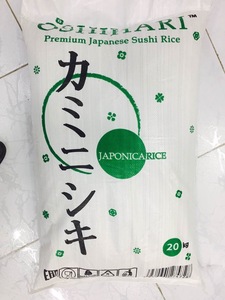 Premium Japanese Sushi Rice
カミニシキ
JAPONICA RICE
20 kg